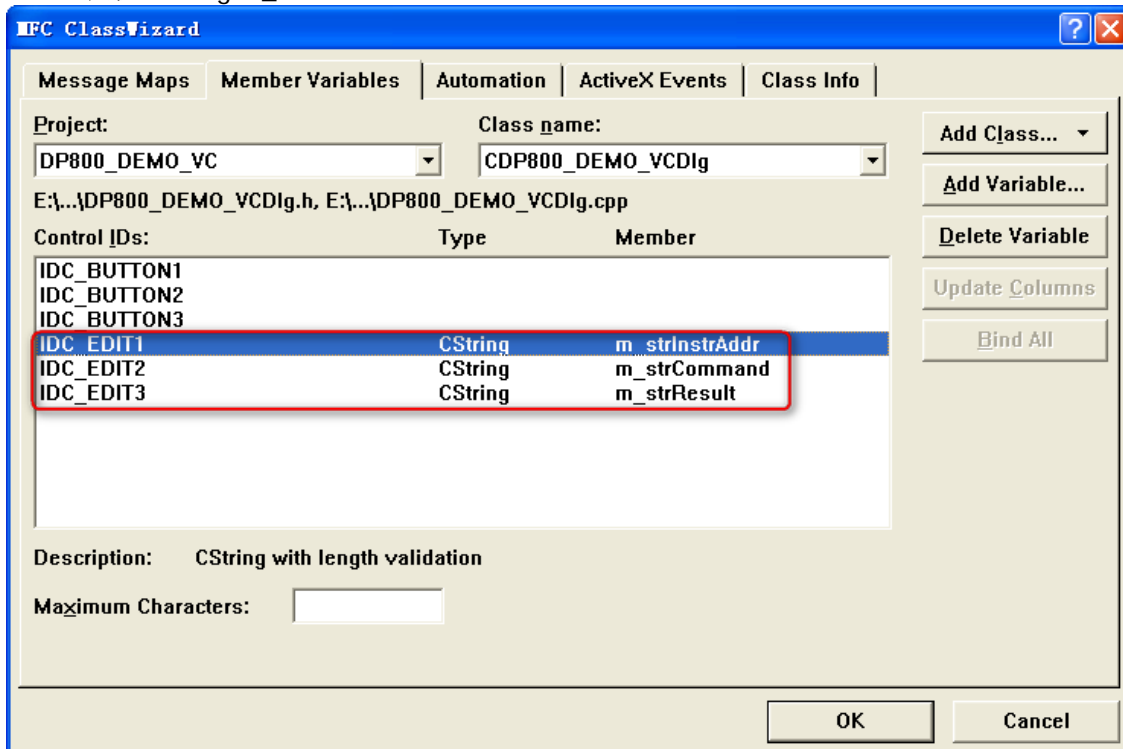 MFC ClassWizard
Message Maps Member Variables Automation ActiveX Events Class Info
Project: Class name:
Add Class...
DP800_DEMO_VC CDP800_DEMO_VCDlg
Add Variable...
E:\...\DP800_DEMO_VCDlg.h, E:\...\DP800_DEMO_VCDlg.cpp
Control IDs: Type Member
Delete Variable
IDC_BUTTON1
IDC_BUTTON2
Update Columns
IDC_BUTTON3
IDC_EDIT1 CString m_strInstrAddr
Bind All
IDC_EDIT2 CString m_strCommand
IDC_EDIT3 CString m_strResult
Description: CString with length validation
Maximum Characters:
OK Cancel